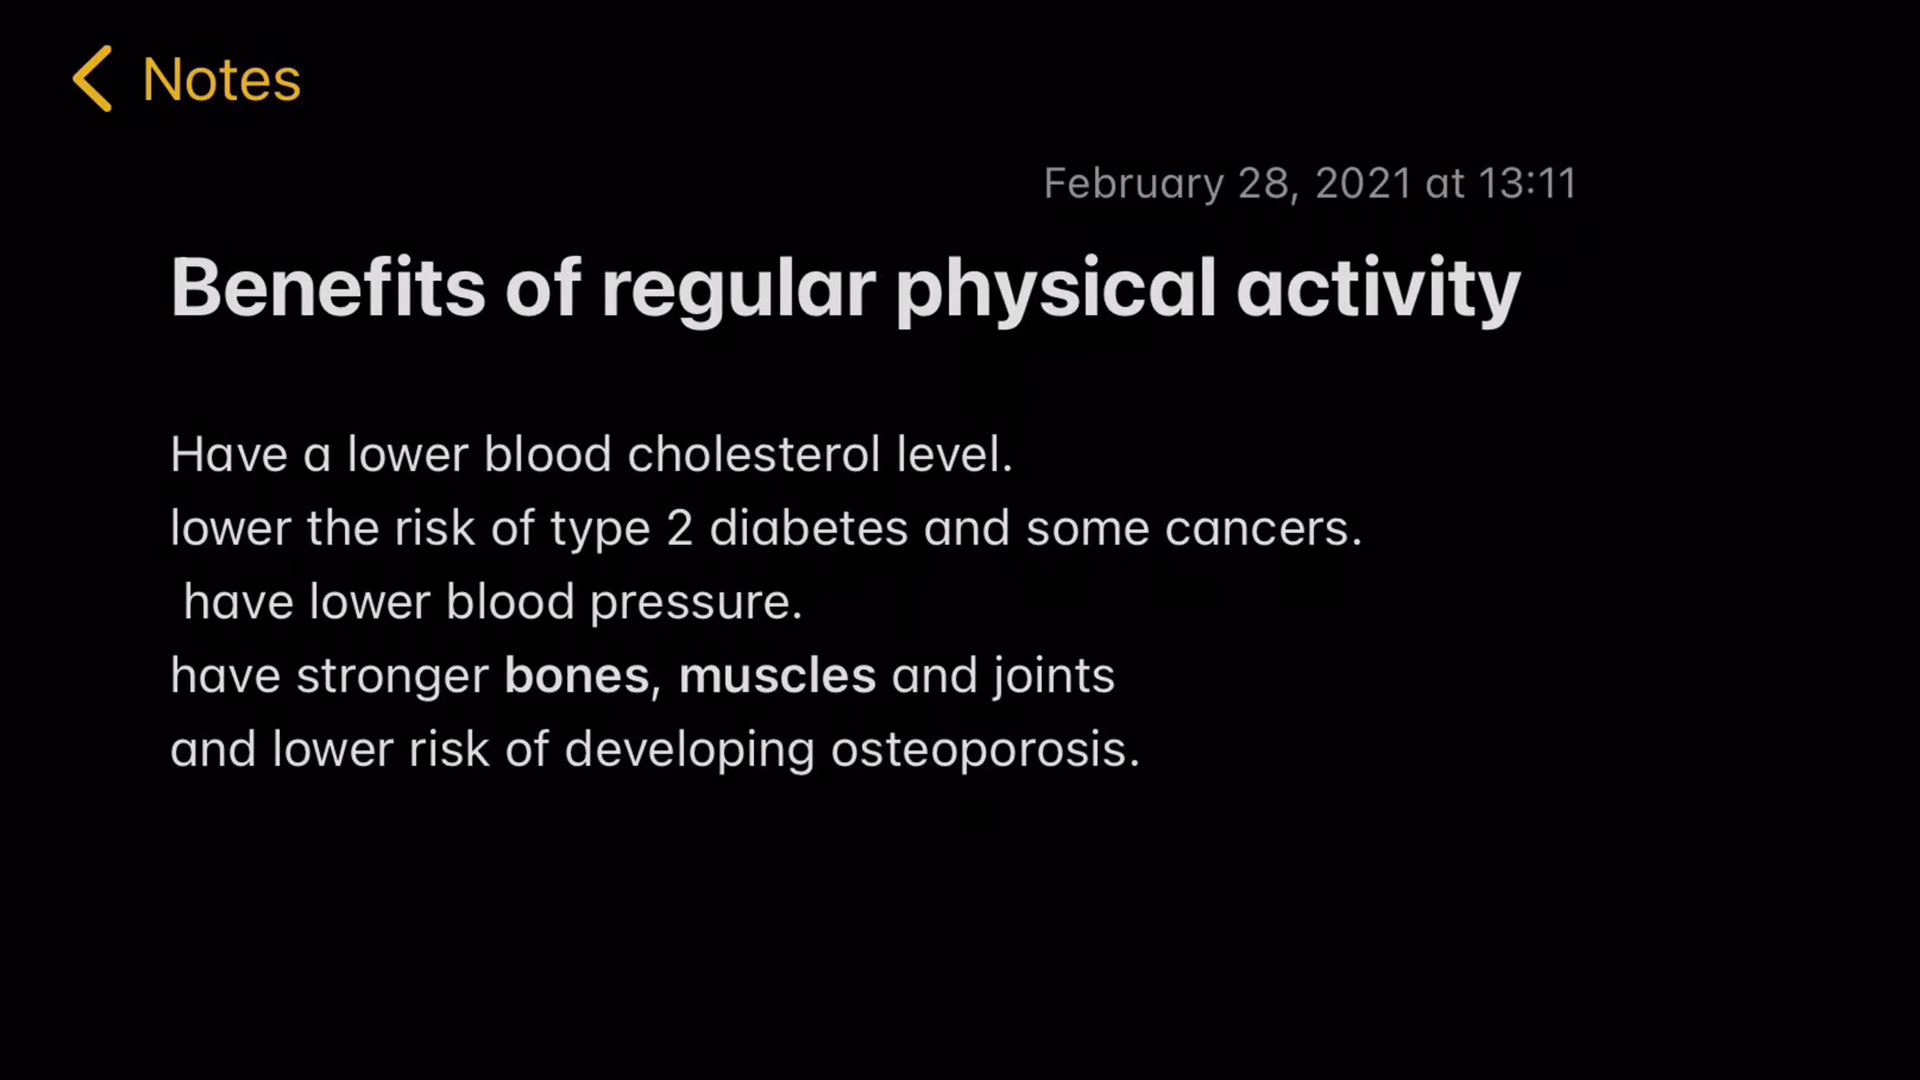 Notes
February 28, 2021 at 13:11
Benefits of regular physical activity
Have a lower blood cholesterol level.
lower the risk of type 2 diabetes and some cancers.
have lower blood pressure.
have stronger bones, muscles and joints
and lower risk of developing osteoporosis.